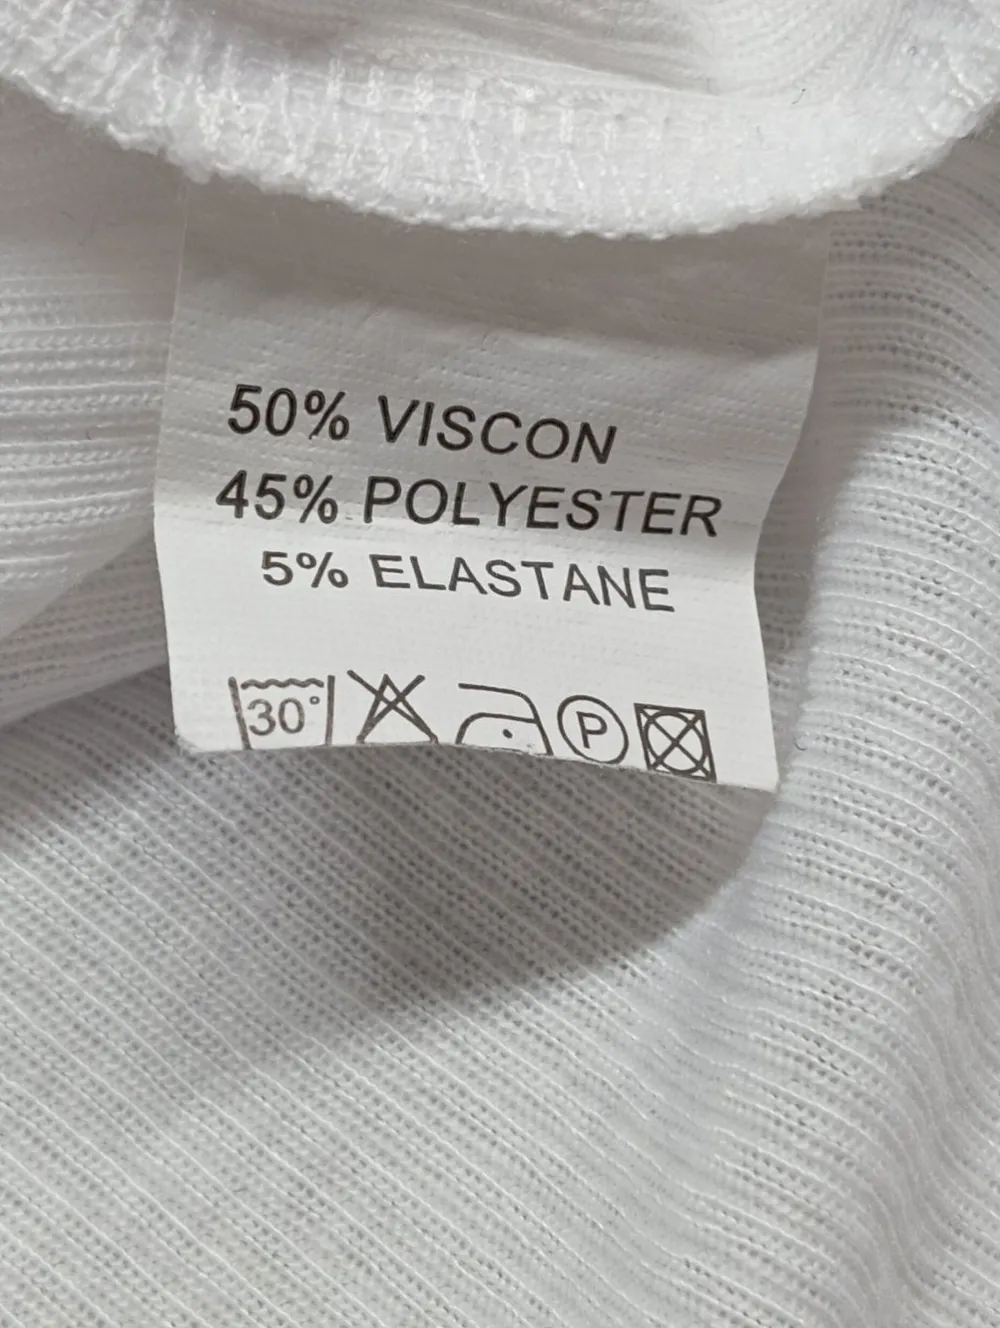 50% VISCON
45% POLYESTER
5% ELASTANE
30° P